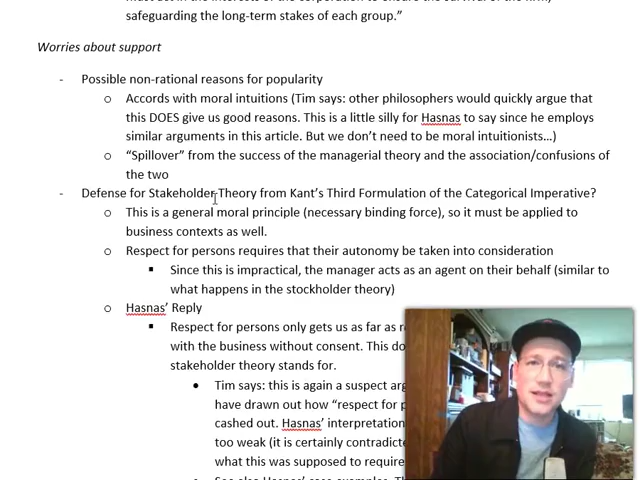 safeguarding the long-term stakes of each group.”
Worries about support
- Possible non-rational reasons for popularity
o Accords with moral intuitions (Tim says: other philosophers would quickly argue that
this DOES give us good reasons. This is a little silly for Hasnas to say since he employs
similar arguments in this article. But we don’t need to be moral intuitionists…)
o “Spillover” from the success of the managerial theory and the association/confusions of
the two
- Defense for Stakeholder Theory from Kant’s Third Formulation of the Categorical Imperative?
o This is a general moral principle (necessary binding force), so it must be applied to
business contexts as well.
o Respect for persons requires that their autonomy be taken into consideration
▪ Since this is impractical, the manager acts as an agent on their behalf (similar to
what happens in the stockholder theory)
o Hasnas’ Reply
▪ Respect for persons only gets us as far as
with the business without consent. This
stakeholder theory stands for.
• Tim says: this is again a suspect
have drawn out how “respect for
cashed out. Hasnas’ interpretation
too weak (it is certainly
what this was supposed to require